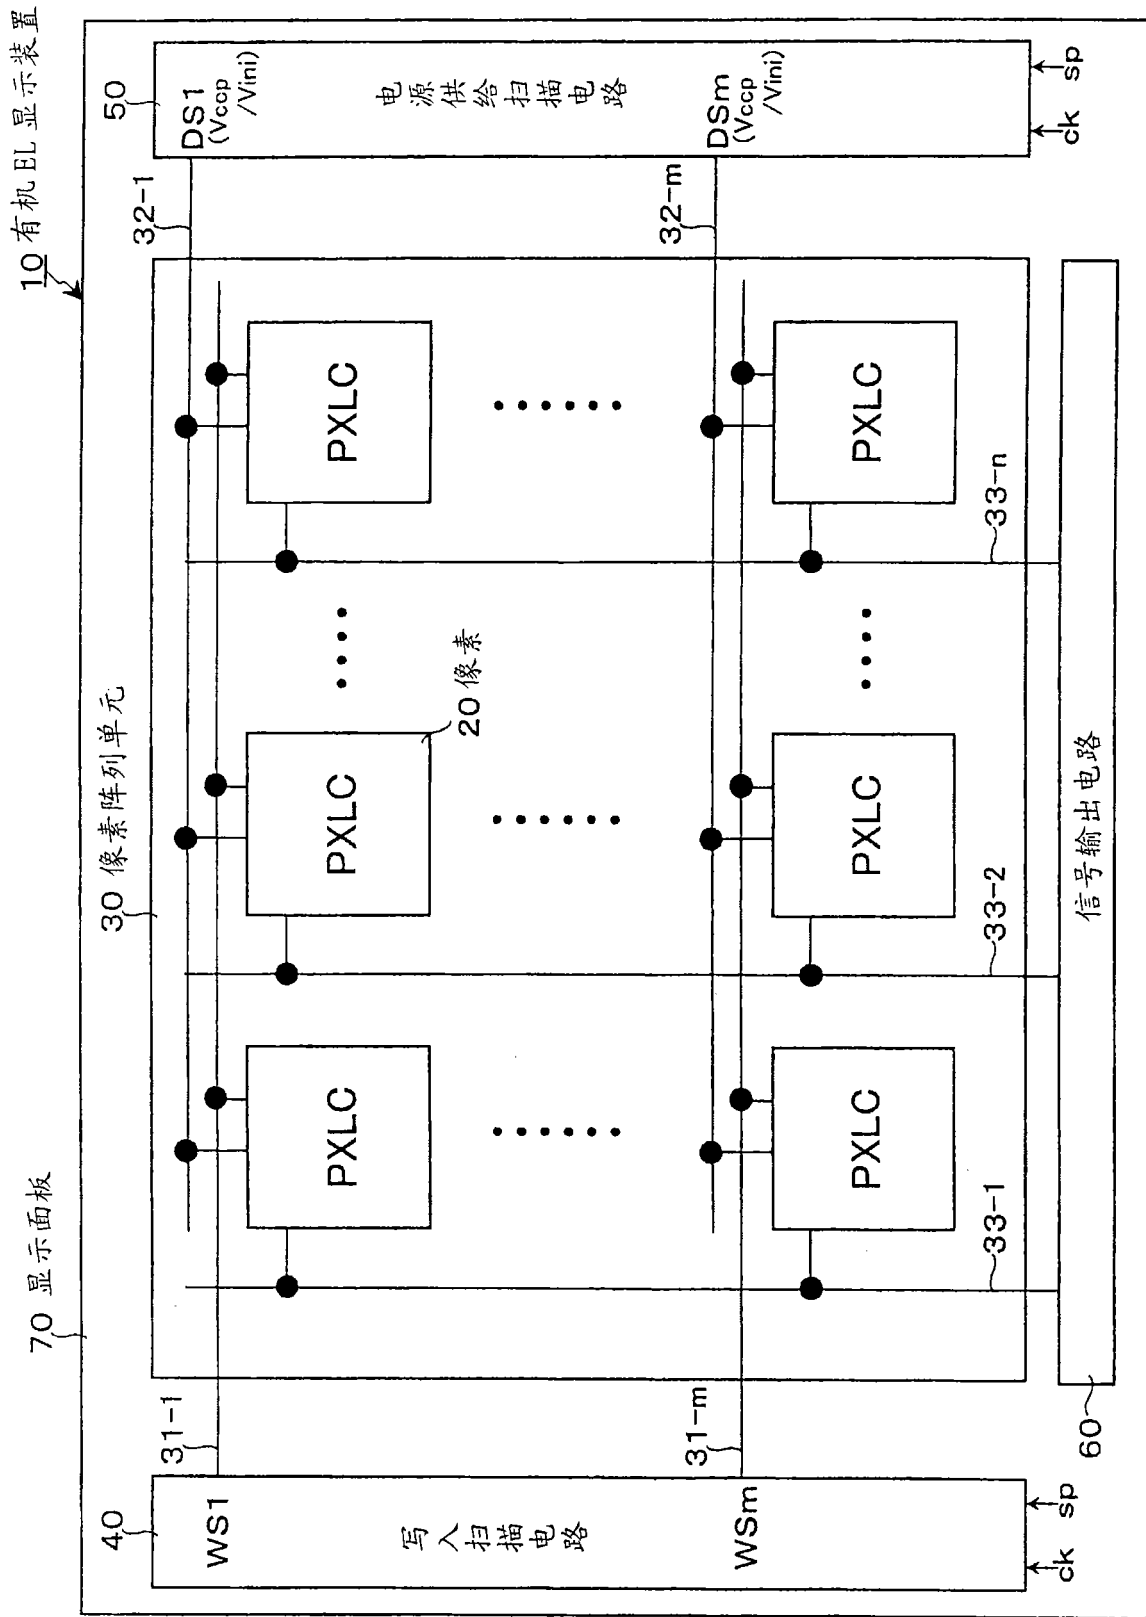 10 有机EL显示装置
70 显示面板
30 像素阵列单元
40
WS1
写入扫描电路
WSm
ck
sp
31-1
31-m
PXLC
PXLC
20 像素
PXLC
PXLC
PXLC
PXLC
33-1
33-2
33-n
32-1
32-m
50
DS1
(Vccp
/Vini)
电源供给扫描电路
DSm
(Vccp
/Vini)
ck
sp
60
信号输出电路